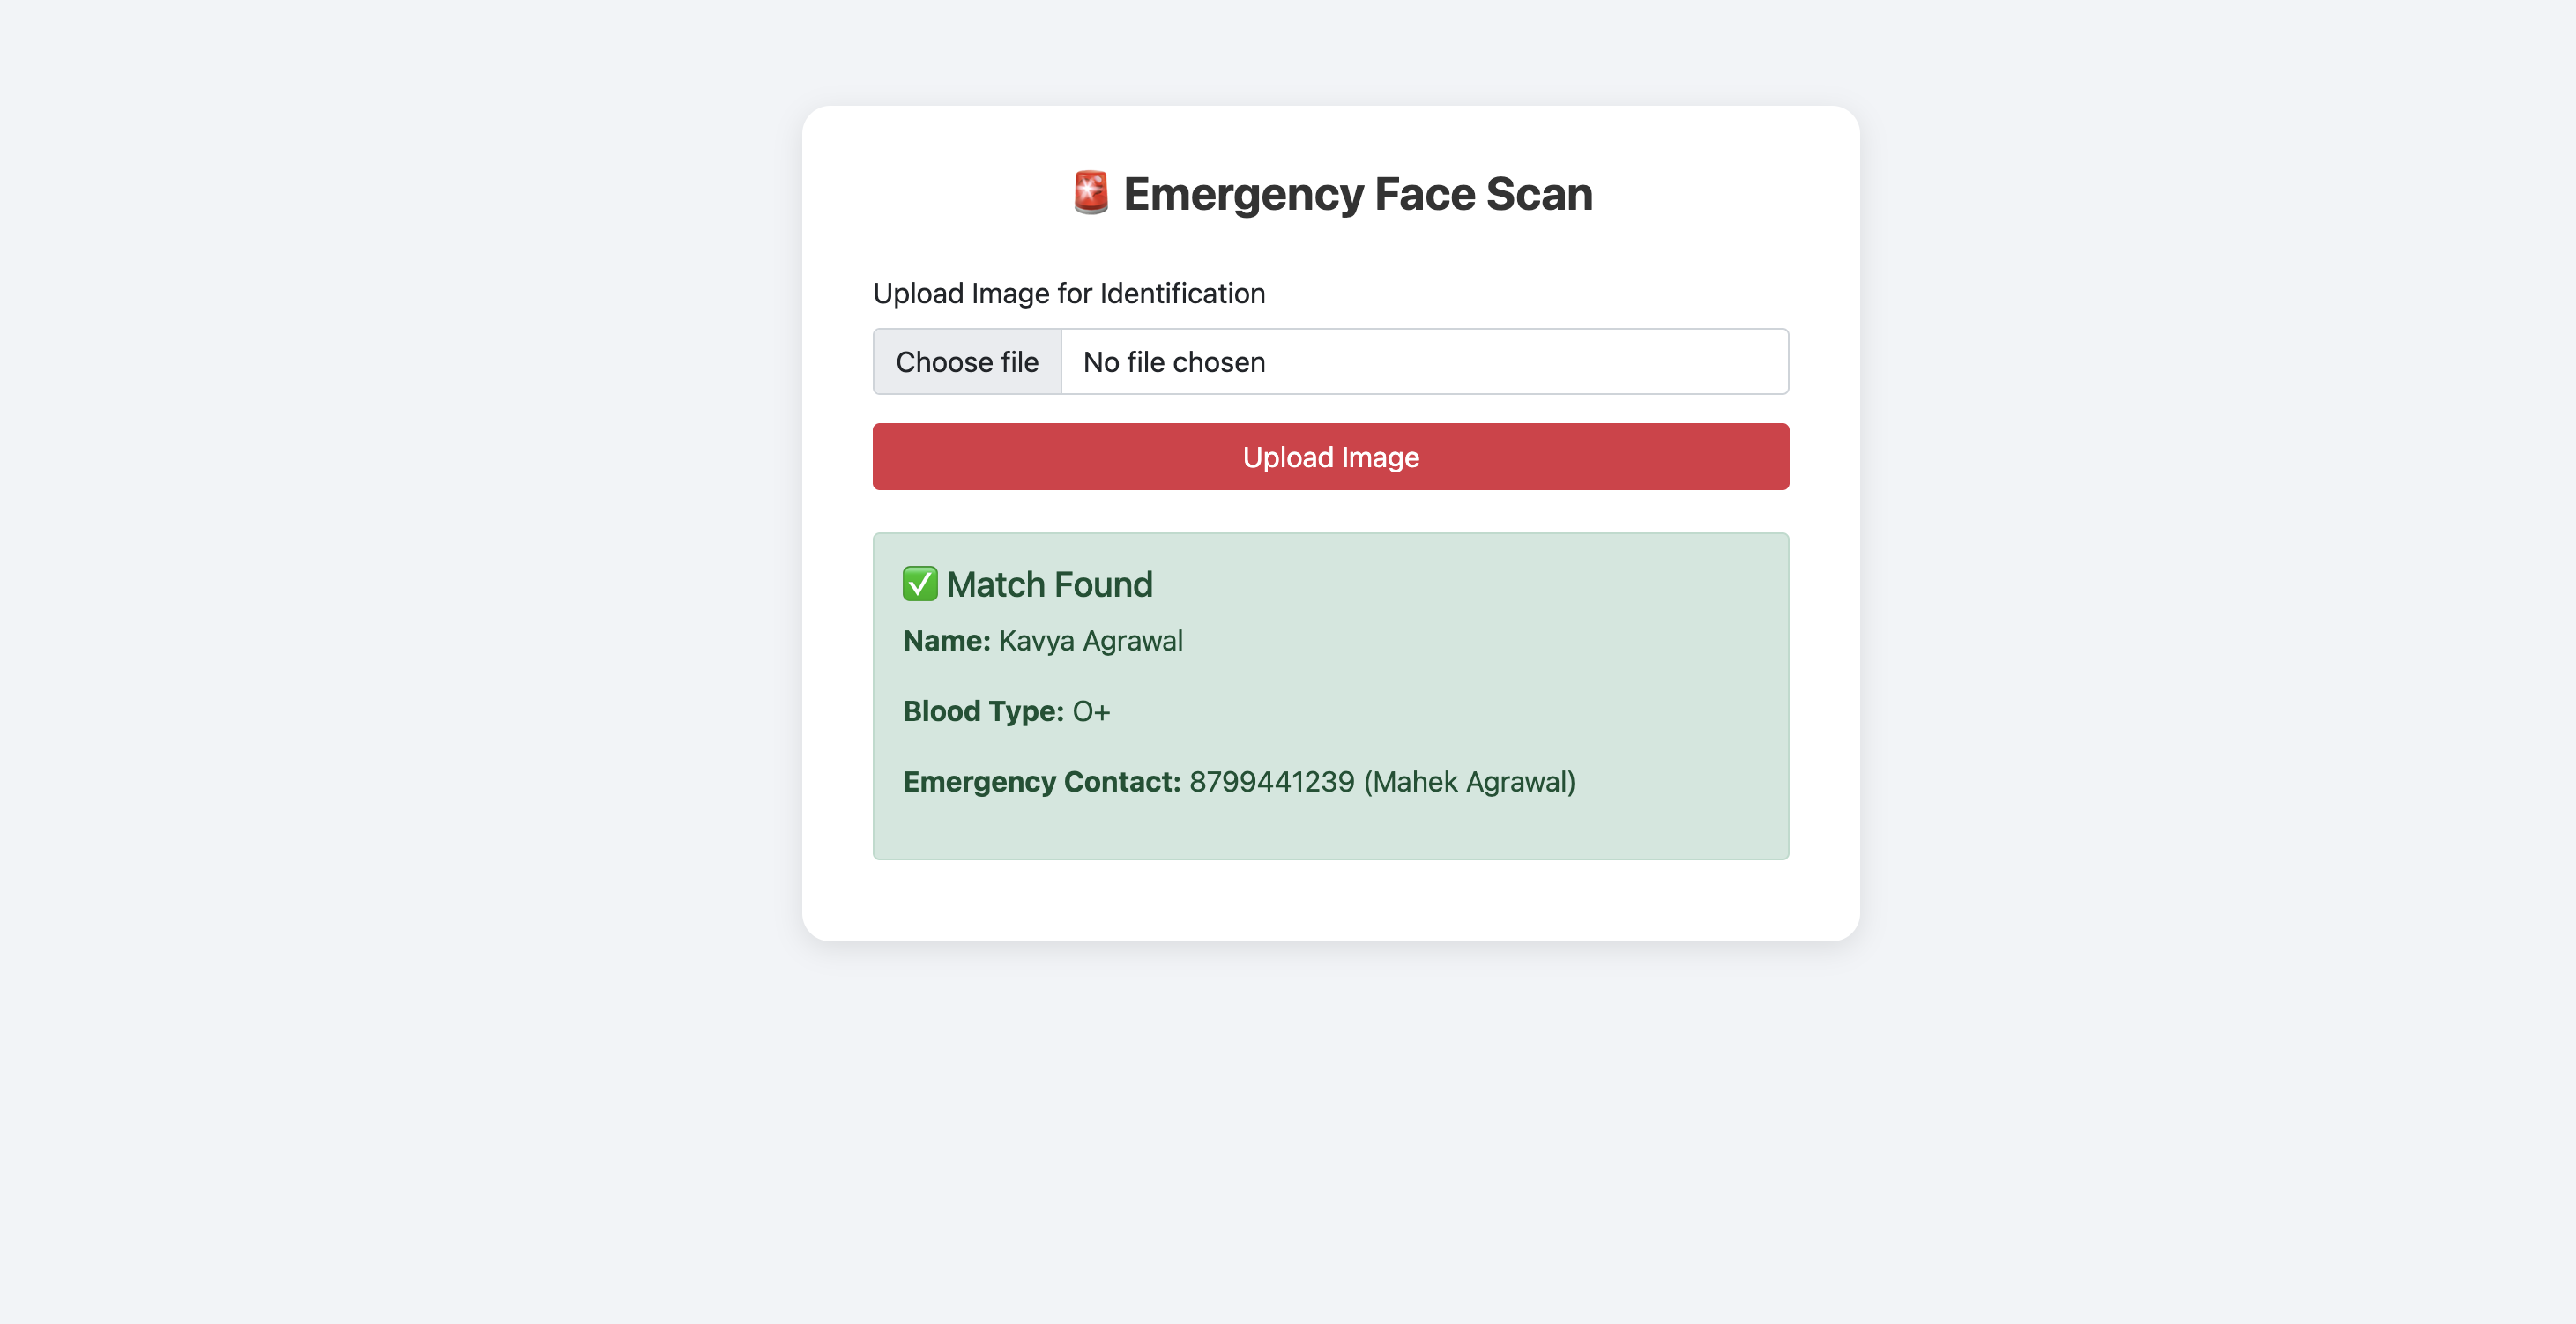 🚨 Emergency Face Scan
Upload Image for Identification
Choose file No file chosen
Upload Image
✅ Match Found
Name: Kavya Agrawal
Blood Type: O+
Emergency Contact: 8799441239 (Mahek Agrawal)